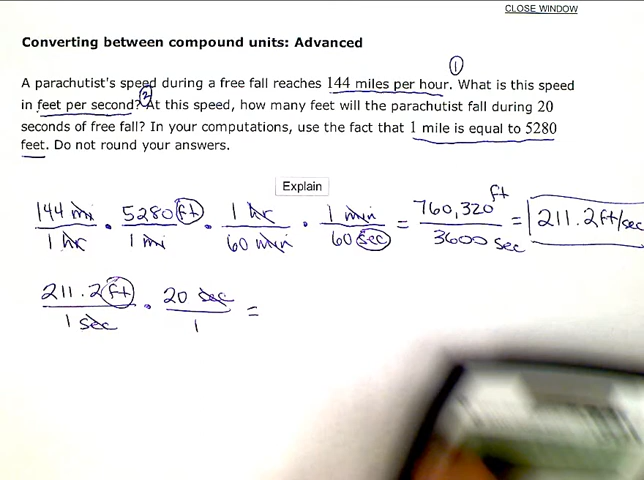 CLOSE WINDOW
Converting between compound units: Advanced
1
A parachutist's speed during a free fall reaches 144 miles per hour. What is this speed
2
in feet per second? At this speed, how many feet will the parachutist fall during 20
seconds of free fall? In your computations, use the fact that 1 mile is equal to 5280
feet. Do not round your answers.
Explain
144 mi / 1 hr · 5280 ft / 1 mi · 1 hr / 60 min · 1 min / 60 sec = 760,320 ft / 3600 sec = 211.2 ft/sec
211.2 ft / 1 sec · 20 sec / 1 =